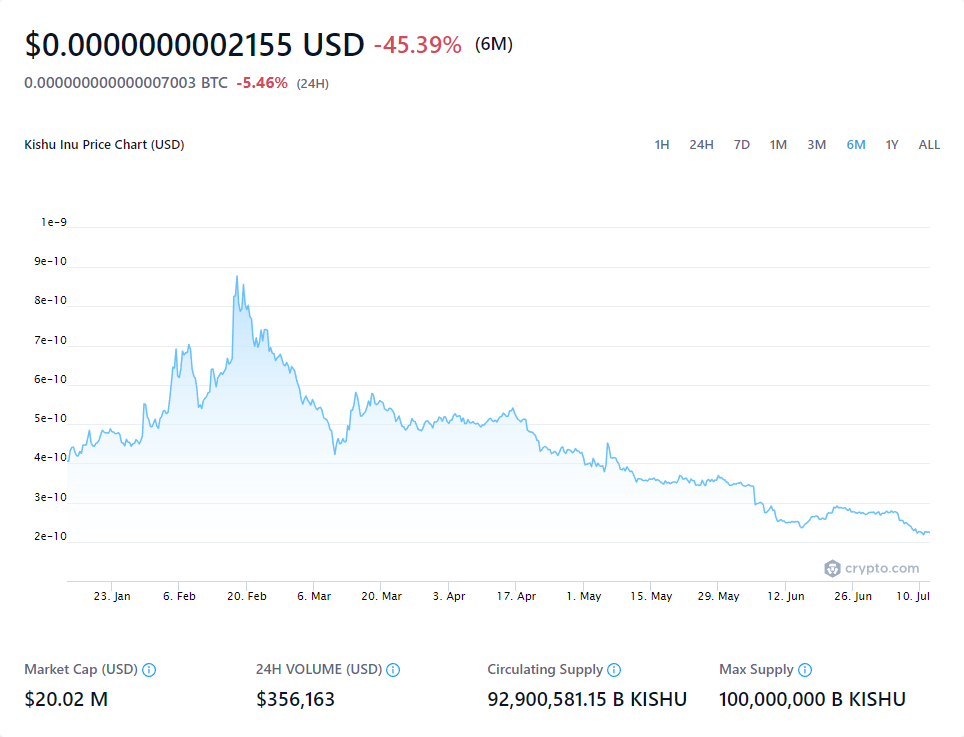 $0.0000000002155 USD -45.39% (6M)
0.000000000000007003 BTC -5.46% (24H)
Kishu Inu Price Chart (USD)
1H 24H 7D 1M 3M 6M 1Y ALL
1e-9
9e-10
8e-10
7e-10
6e-10
5e-10
4e-10
3e-10
2e-10
crypto.com
23. Jan 6. Feb 20. Feb 6. Mar 20. Mar 3. Apr 17. Apr 1. May 15. May 29. May 12. Jun 26. Jun 10. Jul
Market Cap (USD) 24H VOLUME (USD) Circulating Supply Max Supply
$20.02 M $356,163 92,900,581.15 B KISHU 100,000,000 B KISHU